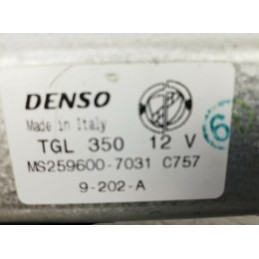 DENSO
Made in Italy
TGL 350 12 V
MS259600-7031 C757
9-202-A
6